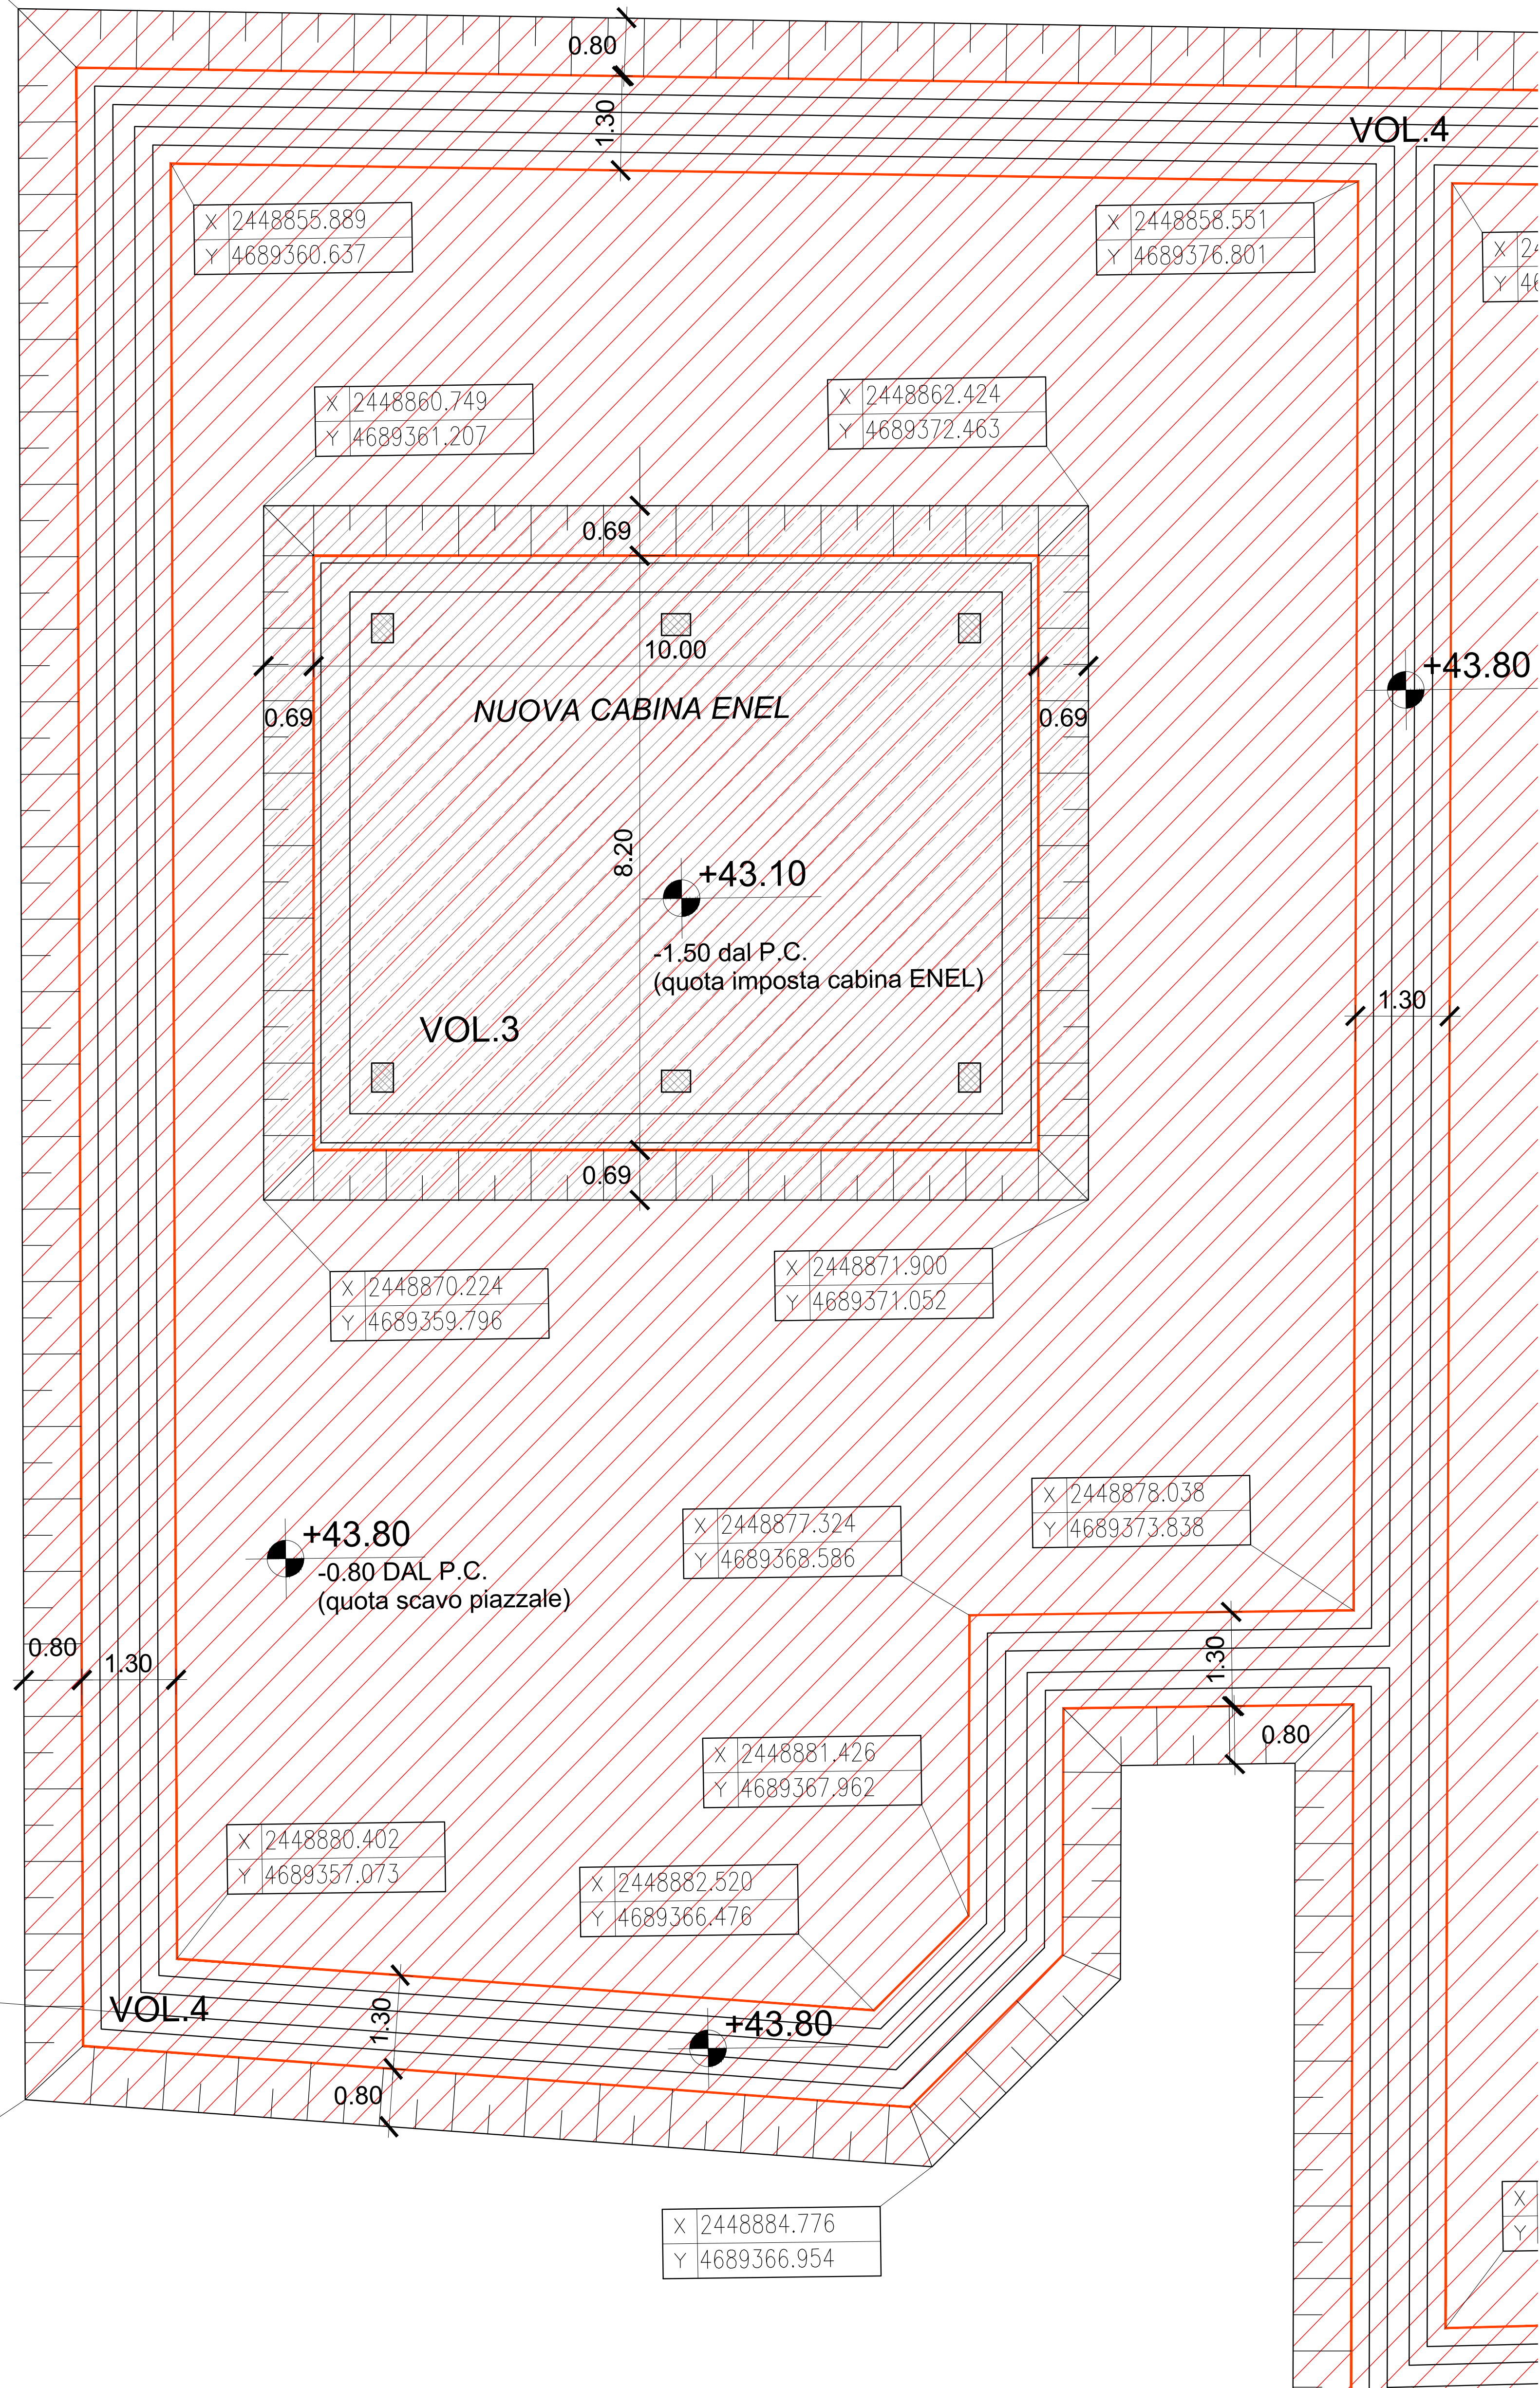 0.80
1.30
VOL.4
X 2448855.889
Y 4689360.637
X 2448858.551
Y 4689376.801
X 24
Y 46
X 2448860.749
Y 4689361.207
X 2448862.424
Y 4689372.463
0.69
10.00
+43.80
NUOVA CABINA ENEL
0.69
0.69
8.20
+43.10
-1.50 dal P.C.
(quota imposta cabina ENEL)
1.30
VOL.3
0.69
X 2448870.224
Y 4689359.796
X 2448871.900
Y 4689371.052
X 2448878.038
Y 4689373.838
X 2448877.324
Y 4689368.586
+43.80
-0.80 DAL P.C.
(quota scavo piazzale)
0.80
1.30
1.30
0.80
X 2448881.426
Y 4689367.962
X 2448880.402
Y 4689357.073
X 2448882.520
Y 4689366.476
VOL.4
1.30
+43.80
0.80
X
Y
X 2448884.776
Y 4689366.954